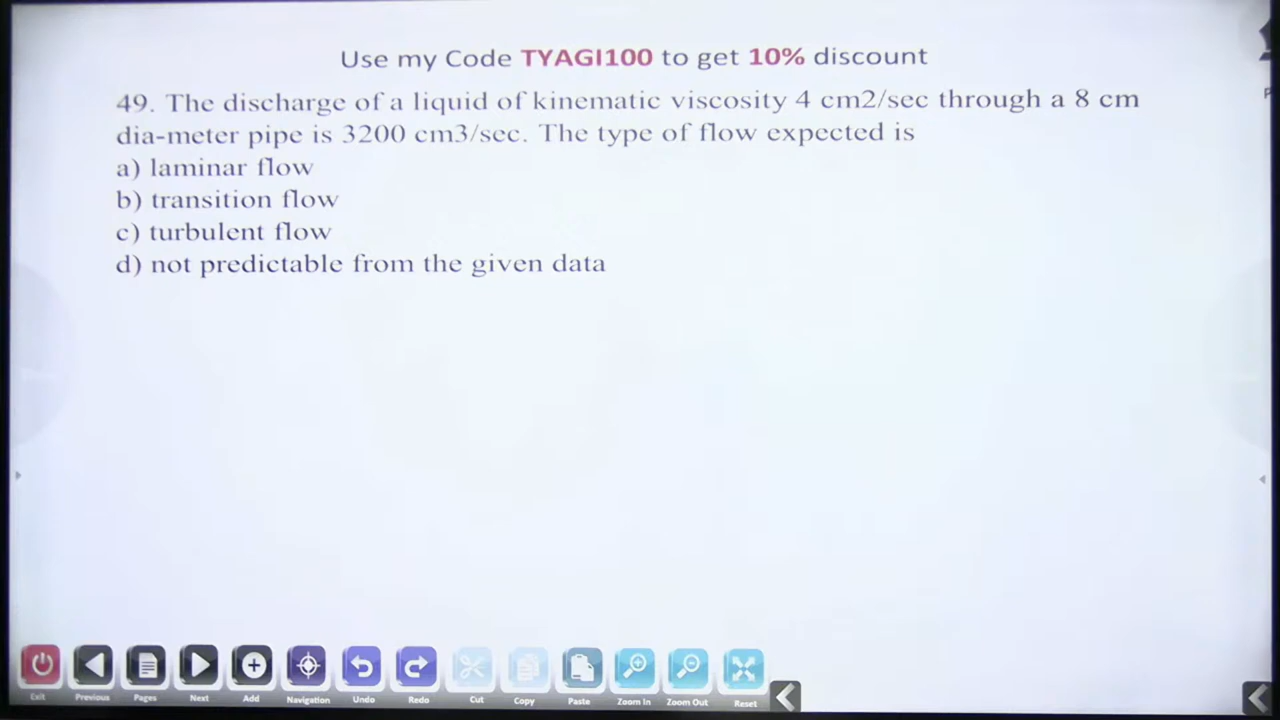 Use my Code TYAGI100 to get 10% discount
49. The discharge of a liquid of kinematic viscosity 4 cm2/sec through a 8 cm
dia-meter pipe is 3200 cm3/sec. The type of flow expected is
a) laminar flow
b) transition flow
c) turbulent flow
d) not predictable from the given data
Exit Previous Pages Next Add Navigation Undo Redo Cut Copy Paste Zoom In Zoom Out Reset